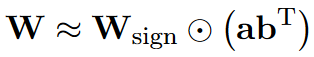 W ≈ W_sign ⊙ (ab^T)